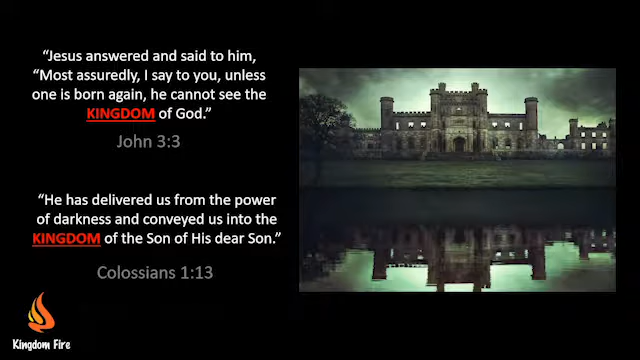 “Jesus answered and said to him,
“Most assuredly, I say to you, unless
one is born again, he cannot see the
KINGDOM of God.”
John 3:3
“He has delivered us from the power
of darkness and conveyed us into the
KINGDOM of the Son of His dear Son.”
Colossians 1:13
Kingdom Fire